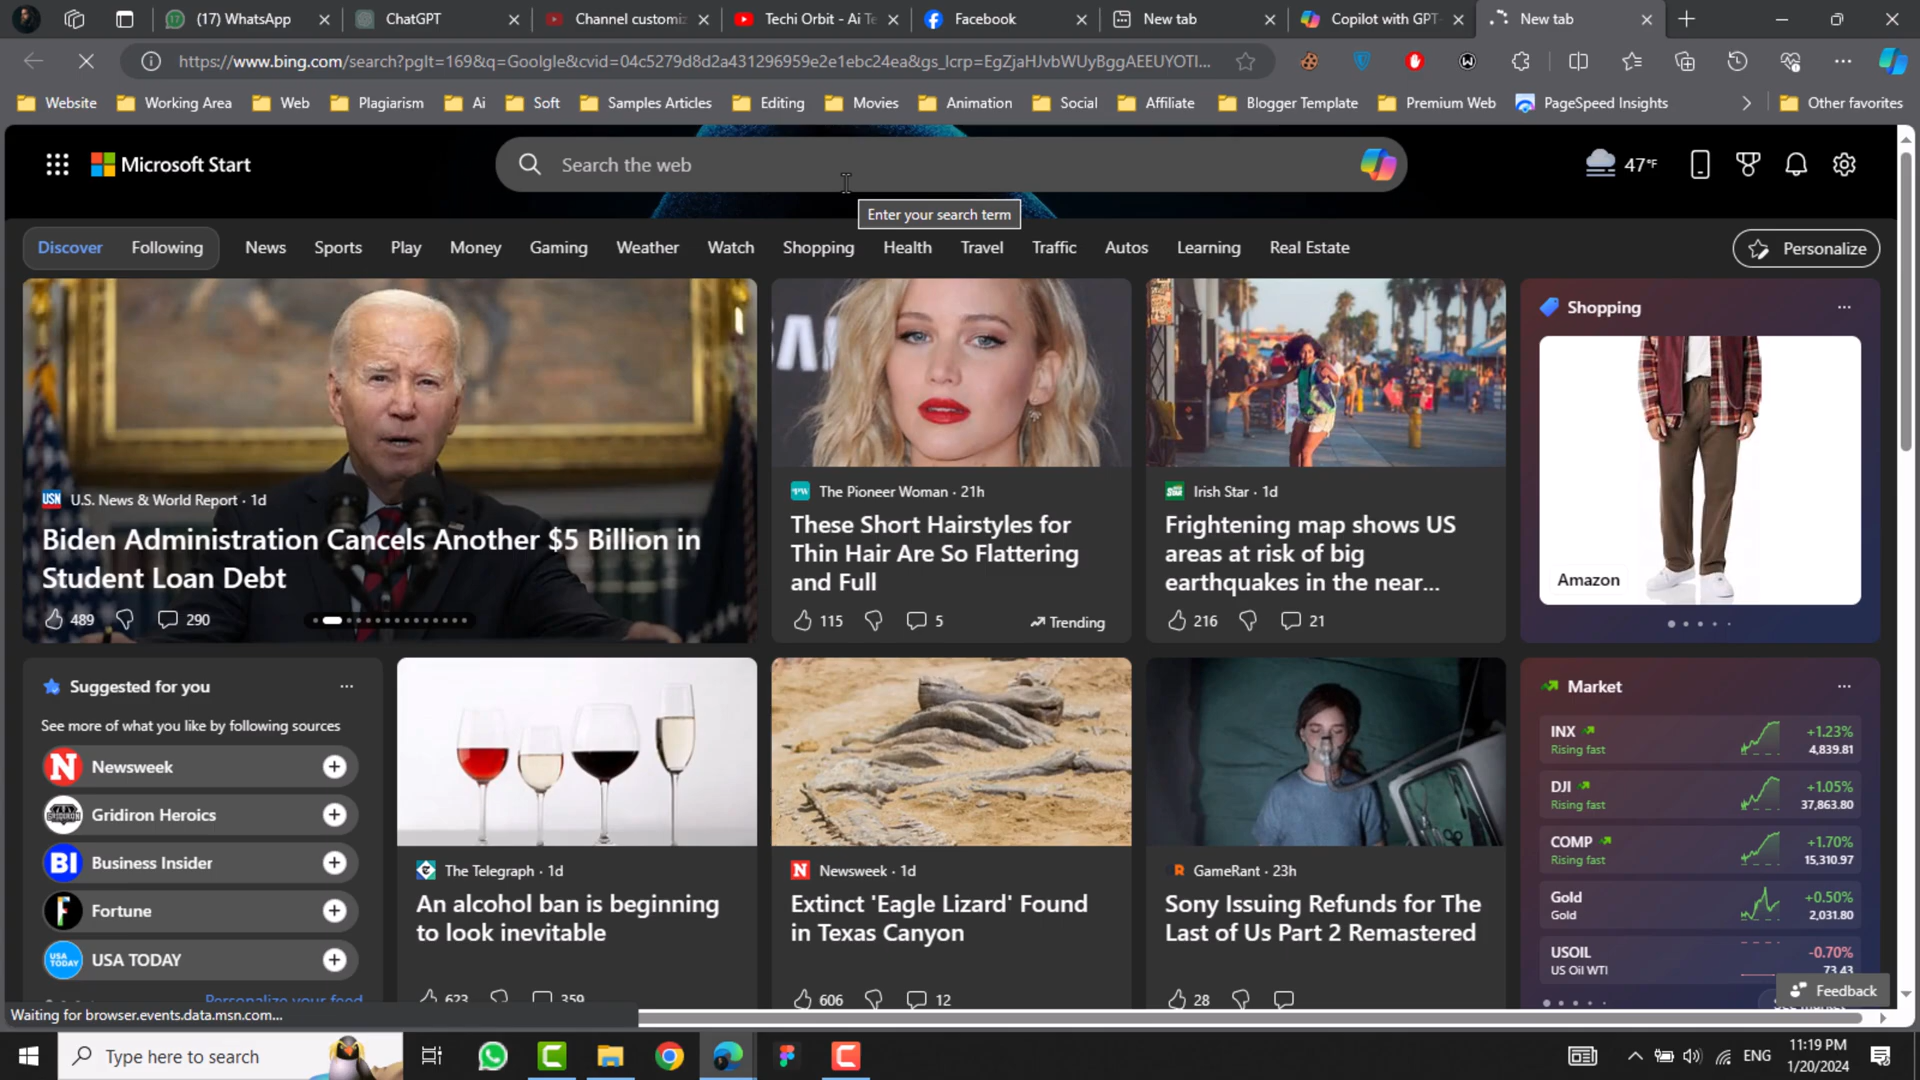 17
(17) WhatsApp
ChatGPT
Channel customiz
Techi Orbit - Ai Te
Facebook
New tab
Copilot with GPT-
New tab
https://www.bing.com/search?pglt=169&q=Goolgle&cvid=04c5279d8d2a431296959e2e1ebc24ea&gs_lcrp=EgZjaHJvbWUyBggAEEUYOTI...
Website
Working Area
Web
Plagiarism
Ai
Soft
Samples Articles
Editing
Movies
Animation
Social
Affiliate
Blogger Template
Premium Web
PageSpeed Insights
Other favorites
Microsoft Start
Search the web
47°F
Enter your search term
Discover
Following
News
Sports
Play
Money
Gaming
Weather
Watch
Shopping
Health
Travel
Traffic
Autos
Learning
Real Estate
Personalize
USN U.S. News & World Report · 1d
Biden Administration Cancels Another $5 Billion in
Student Loan Debt
489
290
The Pioneer Woman · 21h
These Short Hairstyles for
Thin Hair Are So Flattering
and Full
115
5
Trending
Irish Star · 1d
Frightening map shows US
areas at risk of big
earthquakes in the near...
216
21
Shopping
Amazon
Suggested for you
See more of what you like by following sources
N Newsweek
Gridiron Heroics
BI Business Insider
F Fortune
USA TODAY USA TODAY
Personalize your feed
The Telegraph · 1d
An alcohol ban is beginning
to look inevitable
623
359
N Newsweek · 1d
Extinct 'Eagle Lizard' Found
in Texas Canyon
606
12
GameRant · 23h
Sony Issuing Refunds for The
Last of Us Part 2 Remastered
28
Market
INX
+1.23%
Rising fast
4,839.81
DJI
+1.05%
Rising fast
37,863.80
COMP
+1.70%
Rising fast
15,310.97
Gold
+0.50%
Gold
2,031.80
USOIL
-0.70%
US Oil WTI
73.43
Feedback
Waiting for browser.events.data.msn.com...
Type here to search
ENG
11:19 PM
1/20/2024